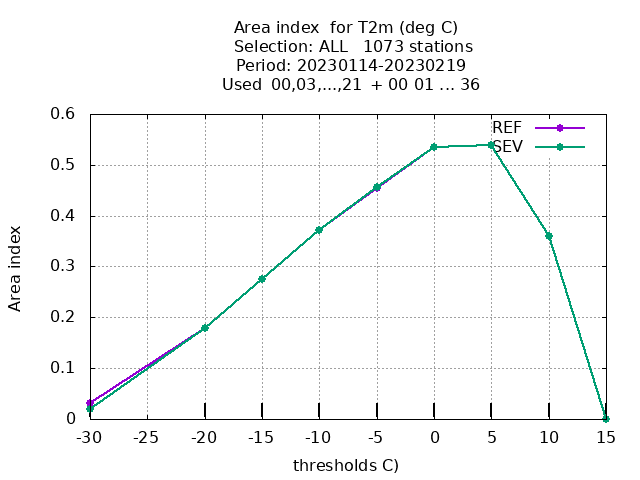 Area index  for T2m (deg C)
Selection: ALL   1073 stations
Period: 20230114-20230219
Used  00,03,...,21  + 00 01 ... 36
REF
SEV
0.6
0.5
0.4
0.3
0.2
0.1
0
Area index
-30 -25 -20 -15 -10 -5 0 5 10 15
thresholds C)